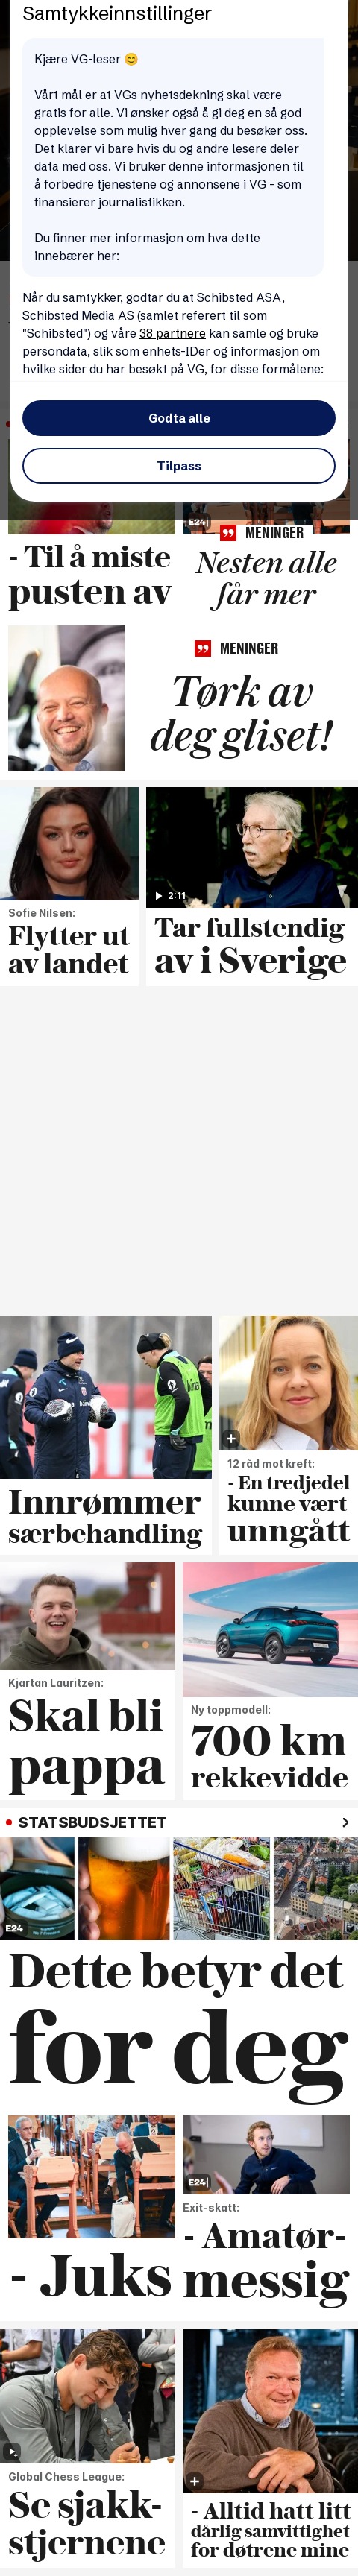 Samtykkeinnstillinger
Kjære VG-leser 😊
Vårt mål er at VGs nyhetsdekning skal være
gratis for alle. Vi ønsker også å gi deg en så god
opplevelse som mulig hver gang du besøker oss.
Det klarer vi bare hvis du og andre lesere deler
data med oss. Vi bruker denne informasjonen til
å forbedre tjenestene og annonsene i VG - som
finansierer journalistikken.
Du finner mer informasjon om hva dette
innebærer her:
Når du samtykker, godtar du at Schibsted ASA,
Schibsted Media AS (samlet referert til som
"Schibsted") og våre 38 partnere kan samle og bruke
persondata, slik som enhets-IDer og informasjon om
hvilke sider du har besøkt på VG, for disse formålene:
Godta alle
Tilpass
E24
- Til å miste
pusten av
MENINGER
Nesten alle
får mer
MENINGER
Tørk av
deg gliset!
2:11
Sofie Nilsen:
Flytter ut
av landet
Tar fullstendig
av i Sverige
Innrømmer
særbehandling
12 råd mot kreft:
- En tredjedel
kunne vært
unngått
Kjartan Lauritzen:
Skal bli
pappa
Ny toppmodell:
700 km
rekkevidde
STATSBUDSJETTET
E24
Dette betyr det
for deg
- Juks
E24
Exit-skatt:
- Amatør-
messig
Global Chess League:
Se sjakk-
stjernene
- Alltid hatt litt
dårlig samvittighet
for døtrene mine